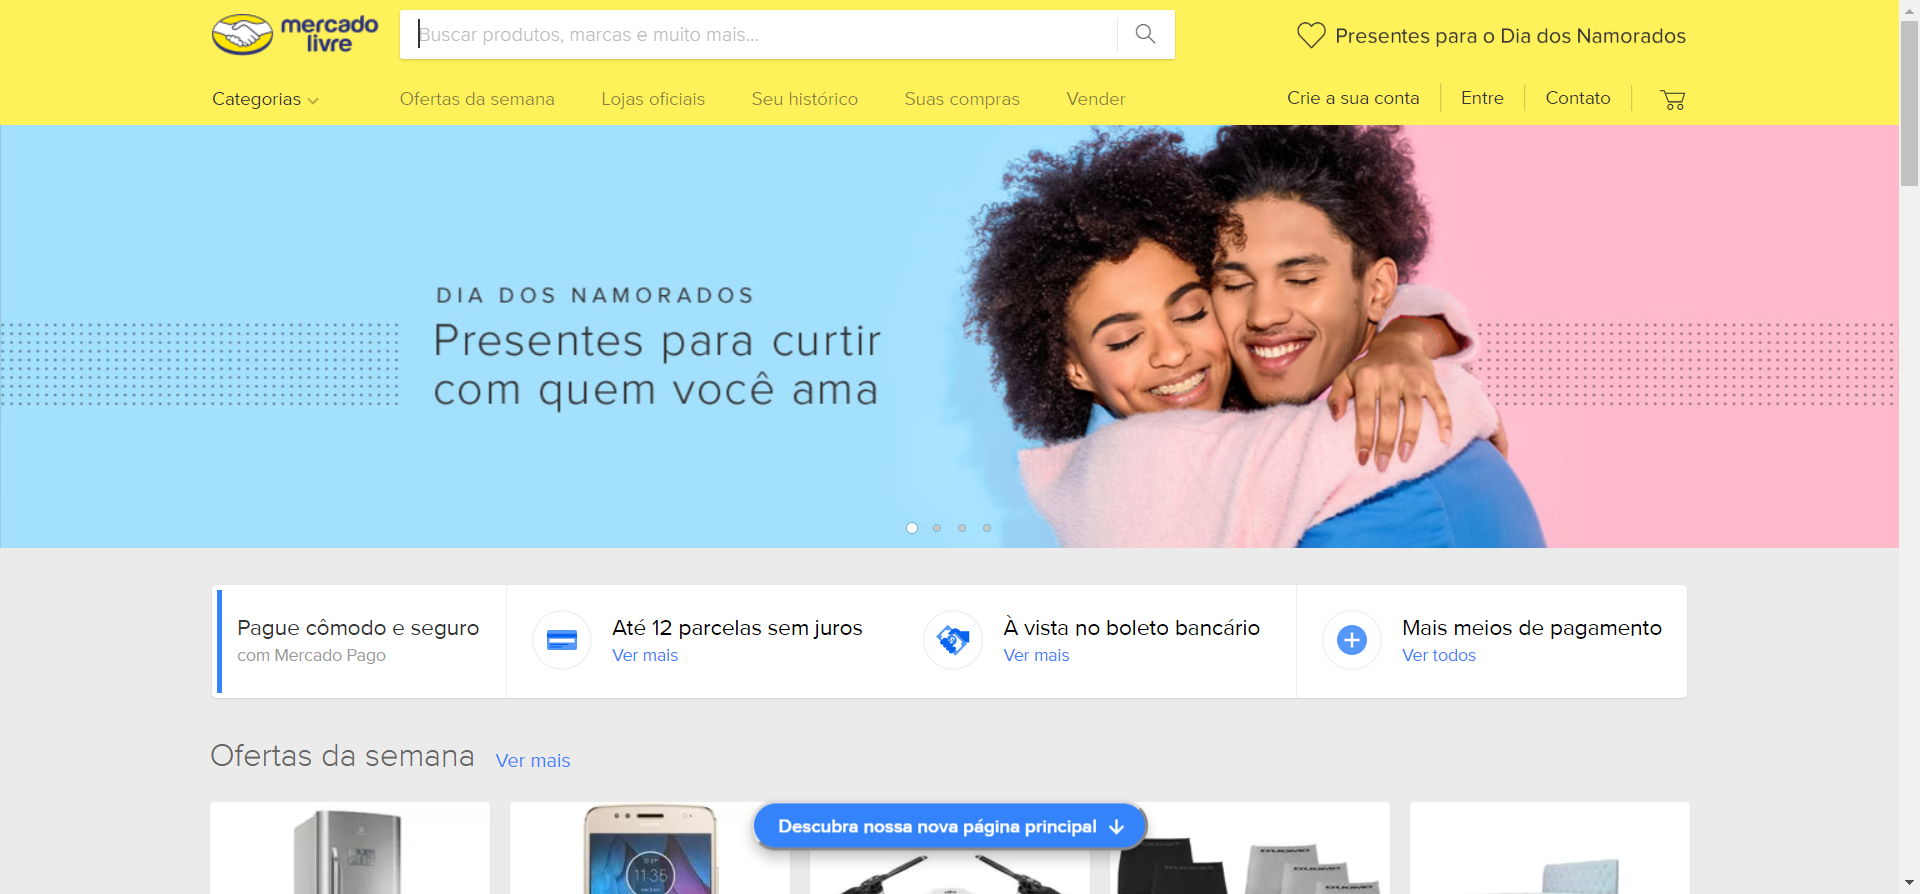 mercado
livre
Buscar produtos, marcas e muito mais...
Presentes para o Dia dos Namorados
Categorias
Ofertas da semana
Lojas oficiais
Seu histórico
Suas compras
Vender
Crie a sua conta
Entre
Contato
DIA DOS NAMORADOS
Presentes para curtir
com quem você ama
Pague cômodo e seguro
com Mercado Pago
Até 12 parcelas sem juros
Ver mais
À vista no boleto bancário
Ver mais
Mais meios de pagamento
Ver todos
Ofertas da semana
Ver mais
Descubra nossa nova página principal
11:35